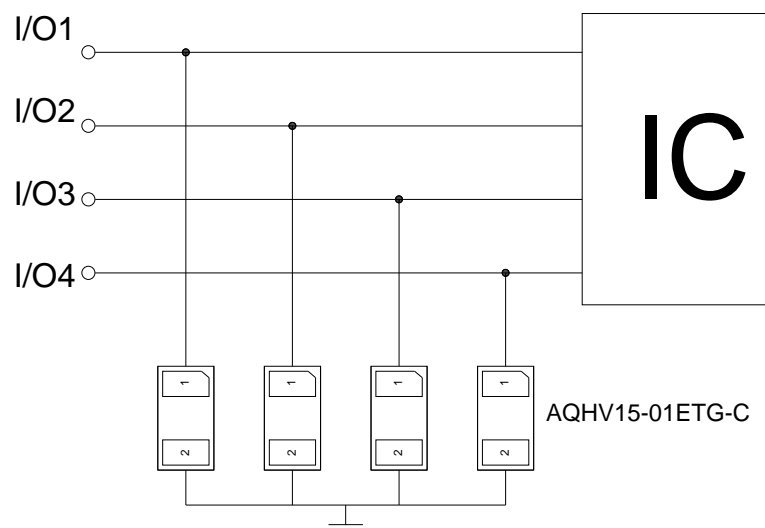 I/O1
I/O2
I/O3
I/O4
IC
1 1 1 1
2 2 2 2
AQHV15-01ETG-C